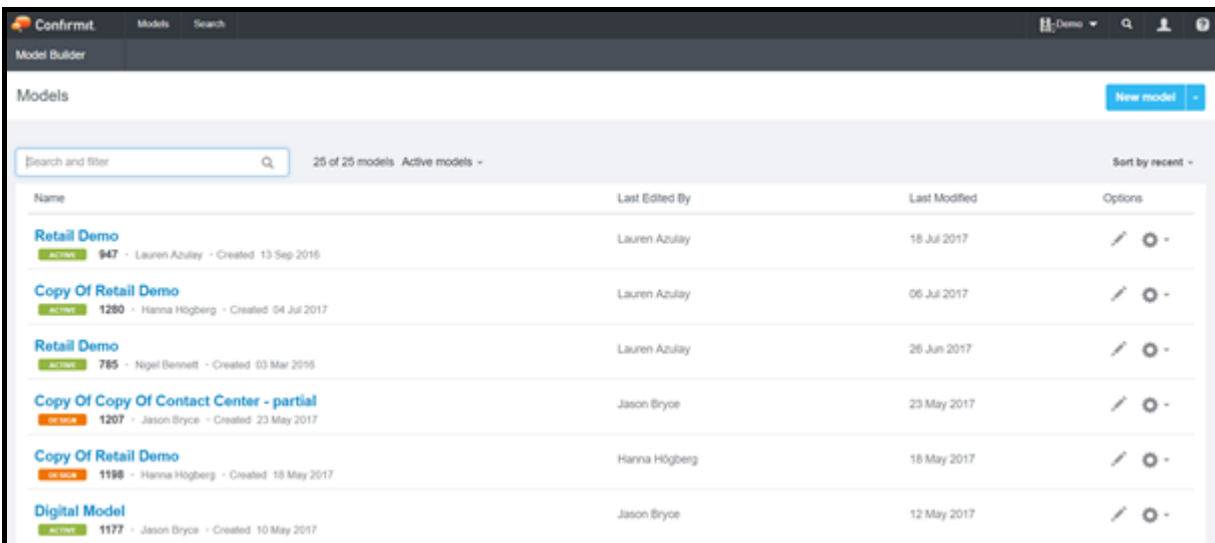 Confirmit. Models Search Demo
Model Builder
Models New model
Search and filter 25 of 25 models Active models Sort by recent
Name Last Edited By Last Modified Options
Retail Demo Lauren Azulay 18 Jul 2017
ACTIVE 947 - Lauren Azulay - Created 13 Sep 2016
Copy Of Retail Demo Lauren Azulay 06 Jul 2017
ACTIVE 1280 - Hanna Högberg - Created 04 Jul 2017
Retail Demo Lauren Azulay 26 Jun 2017
ACTIVE 785 - Nigel Bennett - Created 03 Mar 2016
Copy Of Copy Of Contact Center - partial Jason Bryce 23 May 2017
DESIGN 1207 - Jason Bryce - Created 23 May 2017
Copy Of Retail Demo Hanna Högberg 18 May 2017
DESIGN 1198 - Hanna Högberg - Created 18 May 2017
Digital Model Jason Bryce 12 May 2017
ACTIVE 1177 - Jason Bryce - Created 10 May 2017